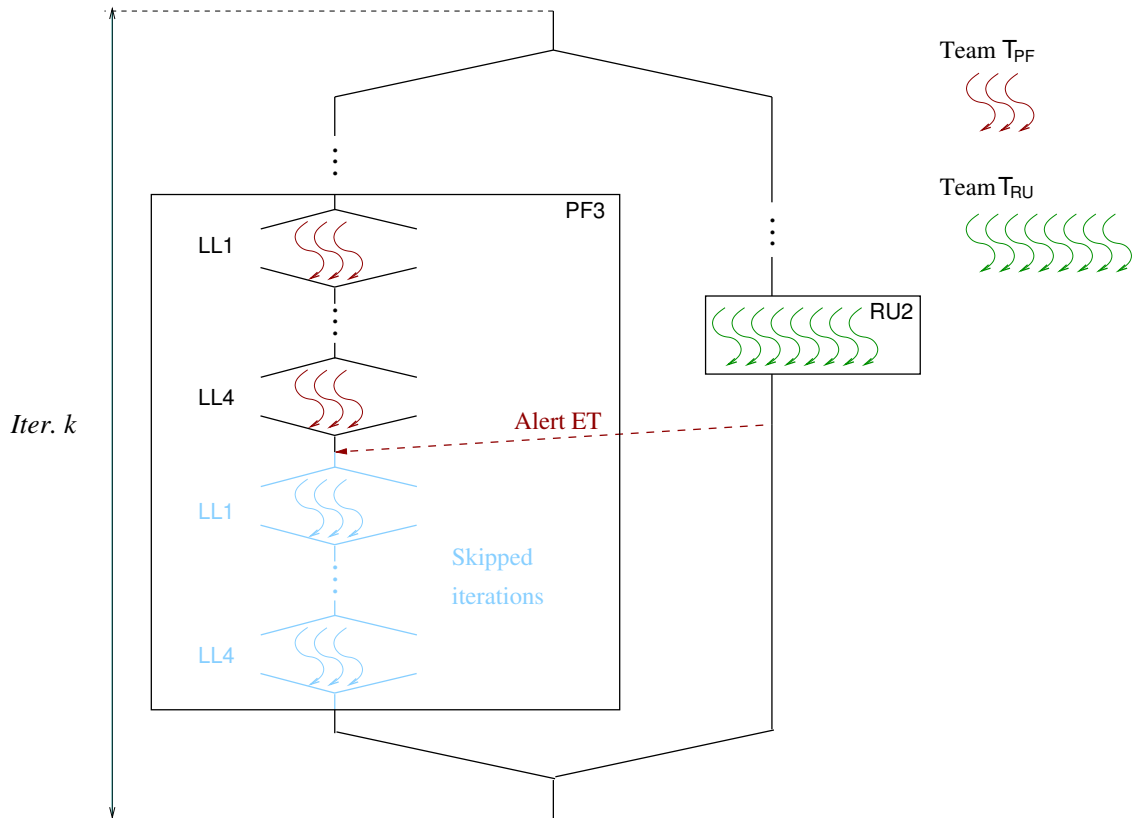 Team T_PF
Team T_RU
PF3
LL1
RU2
LL4
Alert ET
Iter. k
LL1
Skipped
iterations
LL4